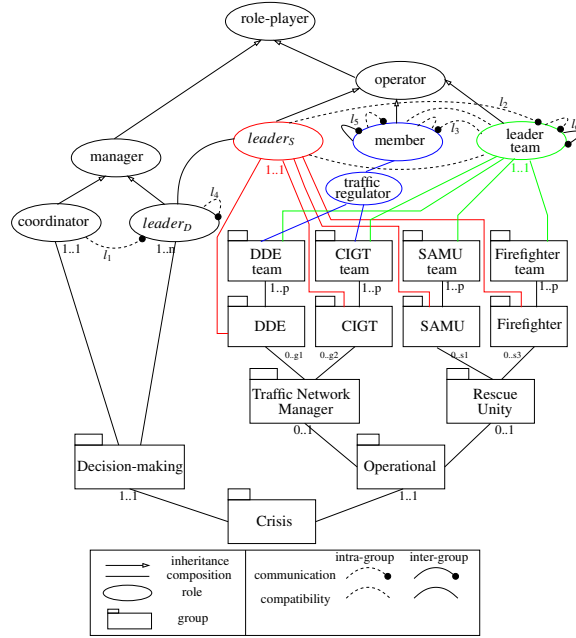 role-player
operator
l2
l5
l3
l6
leaderS
member
leader
team
1..1
1..1
manager
traffic
regulator
l4
coordinator
leaderD
1..1
l1
1..n
DDE
team
CIGT
team
SAMU
team
Firefighter
team
1..p
1..p
1..p
1..p
DDE
CIGT
SAMU
Firefighter
0..g1
0..g2
0..s1
0..s3
Traffic Network
Manager
Rescue
Unity
0..1
0..1
Decision-making
Operational
1..1
1..1
Crisis
intra-group inter-group
inheritance
composition
communication
role
compatibility
group